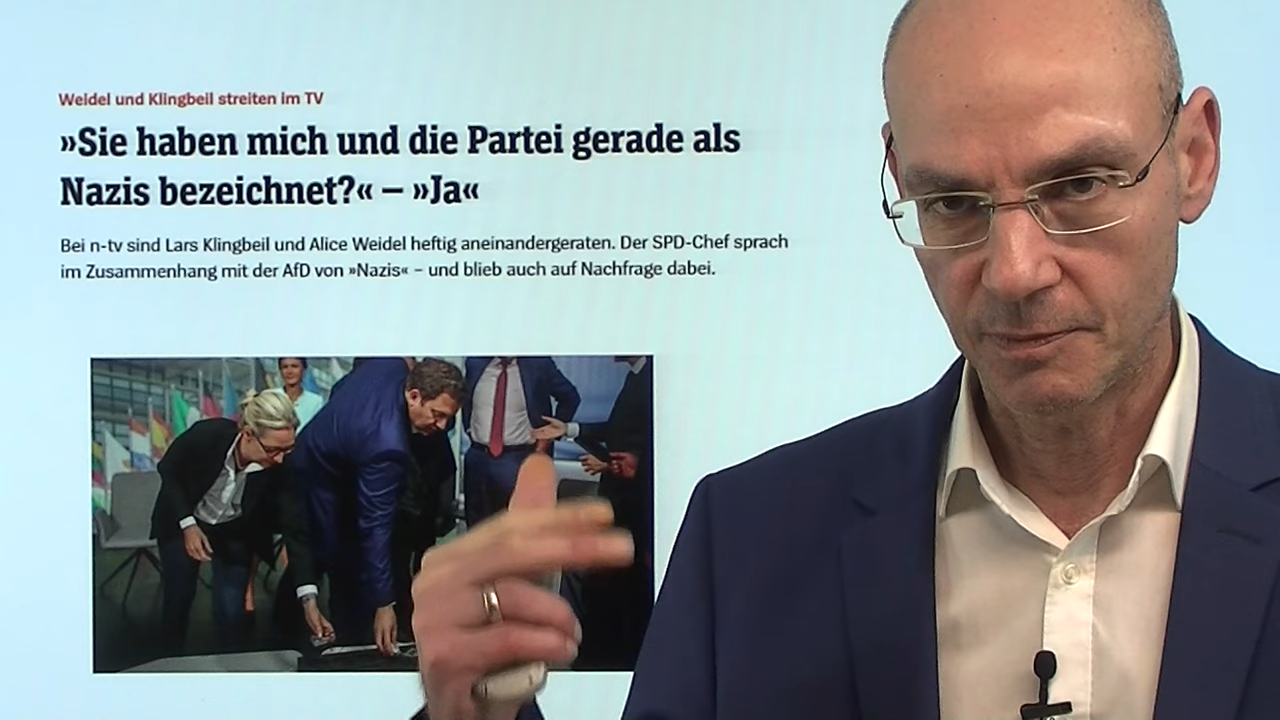 Weidel und Klingbeil streiten im TV
»Sie haben mich und die Partei gerade als
Nazis bezeichnet?« – »Ja«
Bei n-tv sind Lars Klingbeil und Alice Weidel heftig aneinandergeraten. Der SPD-Chef sprach
im Zusammenhang mit der AfD von »Nazis« – und blieb auch auf Nachfrage dabei.